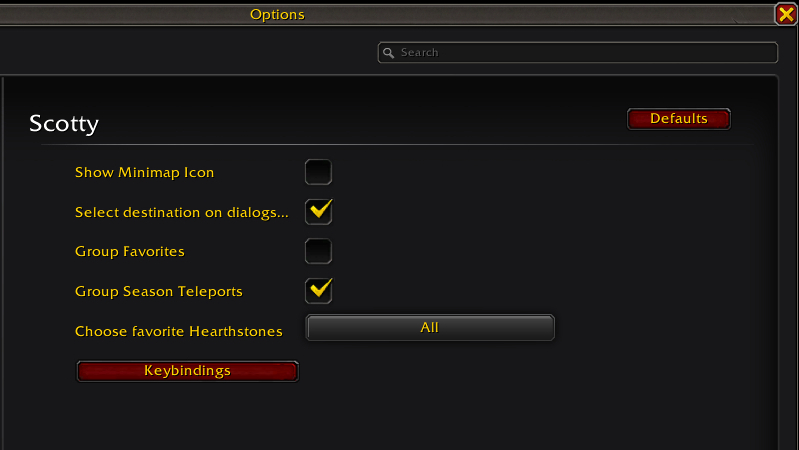 Options
Search
Scotty
Defaults
Show Minimap Icon
Select destination on dialogs...
Group Favorites
Group Season Teleports
Choose favorite Hearthstones
All
Keybindings